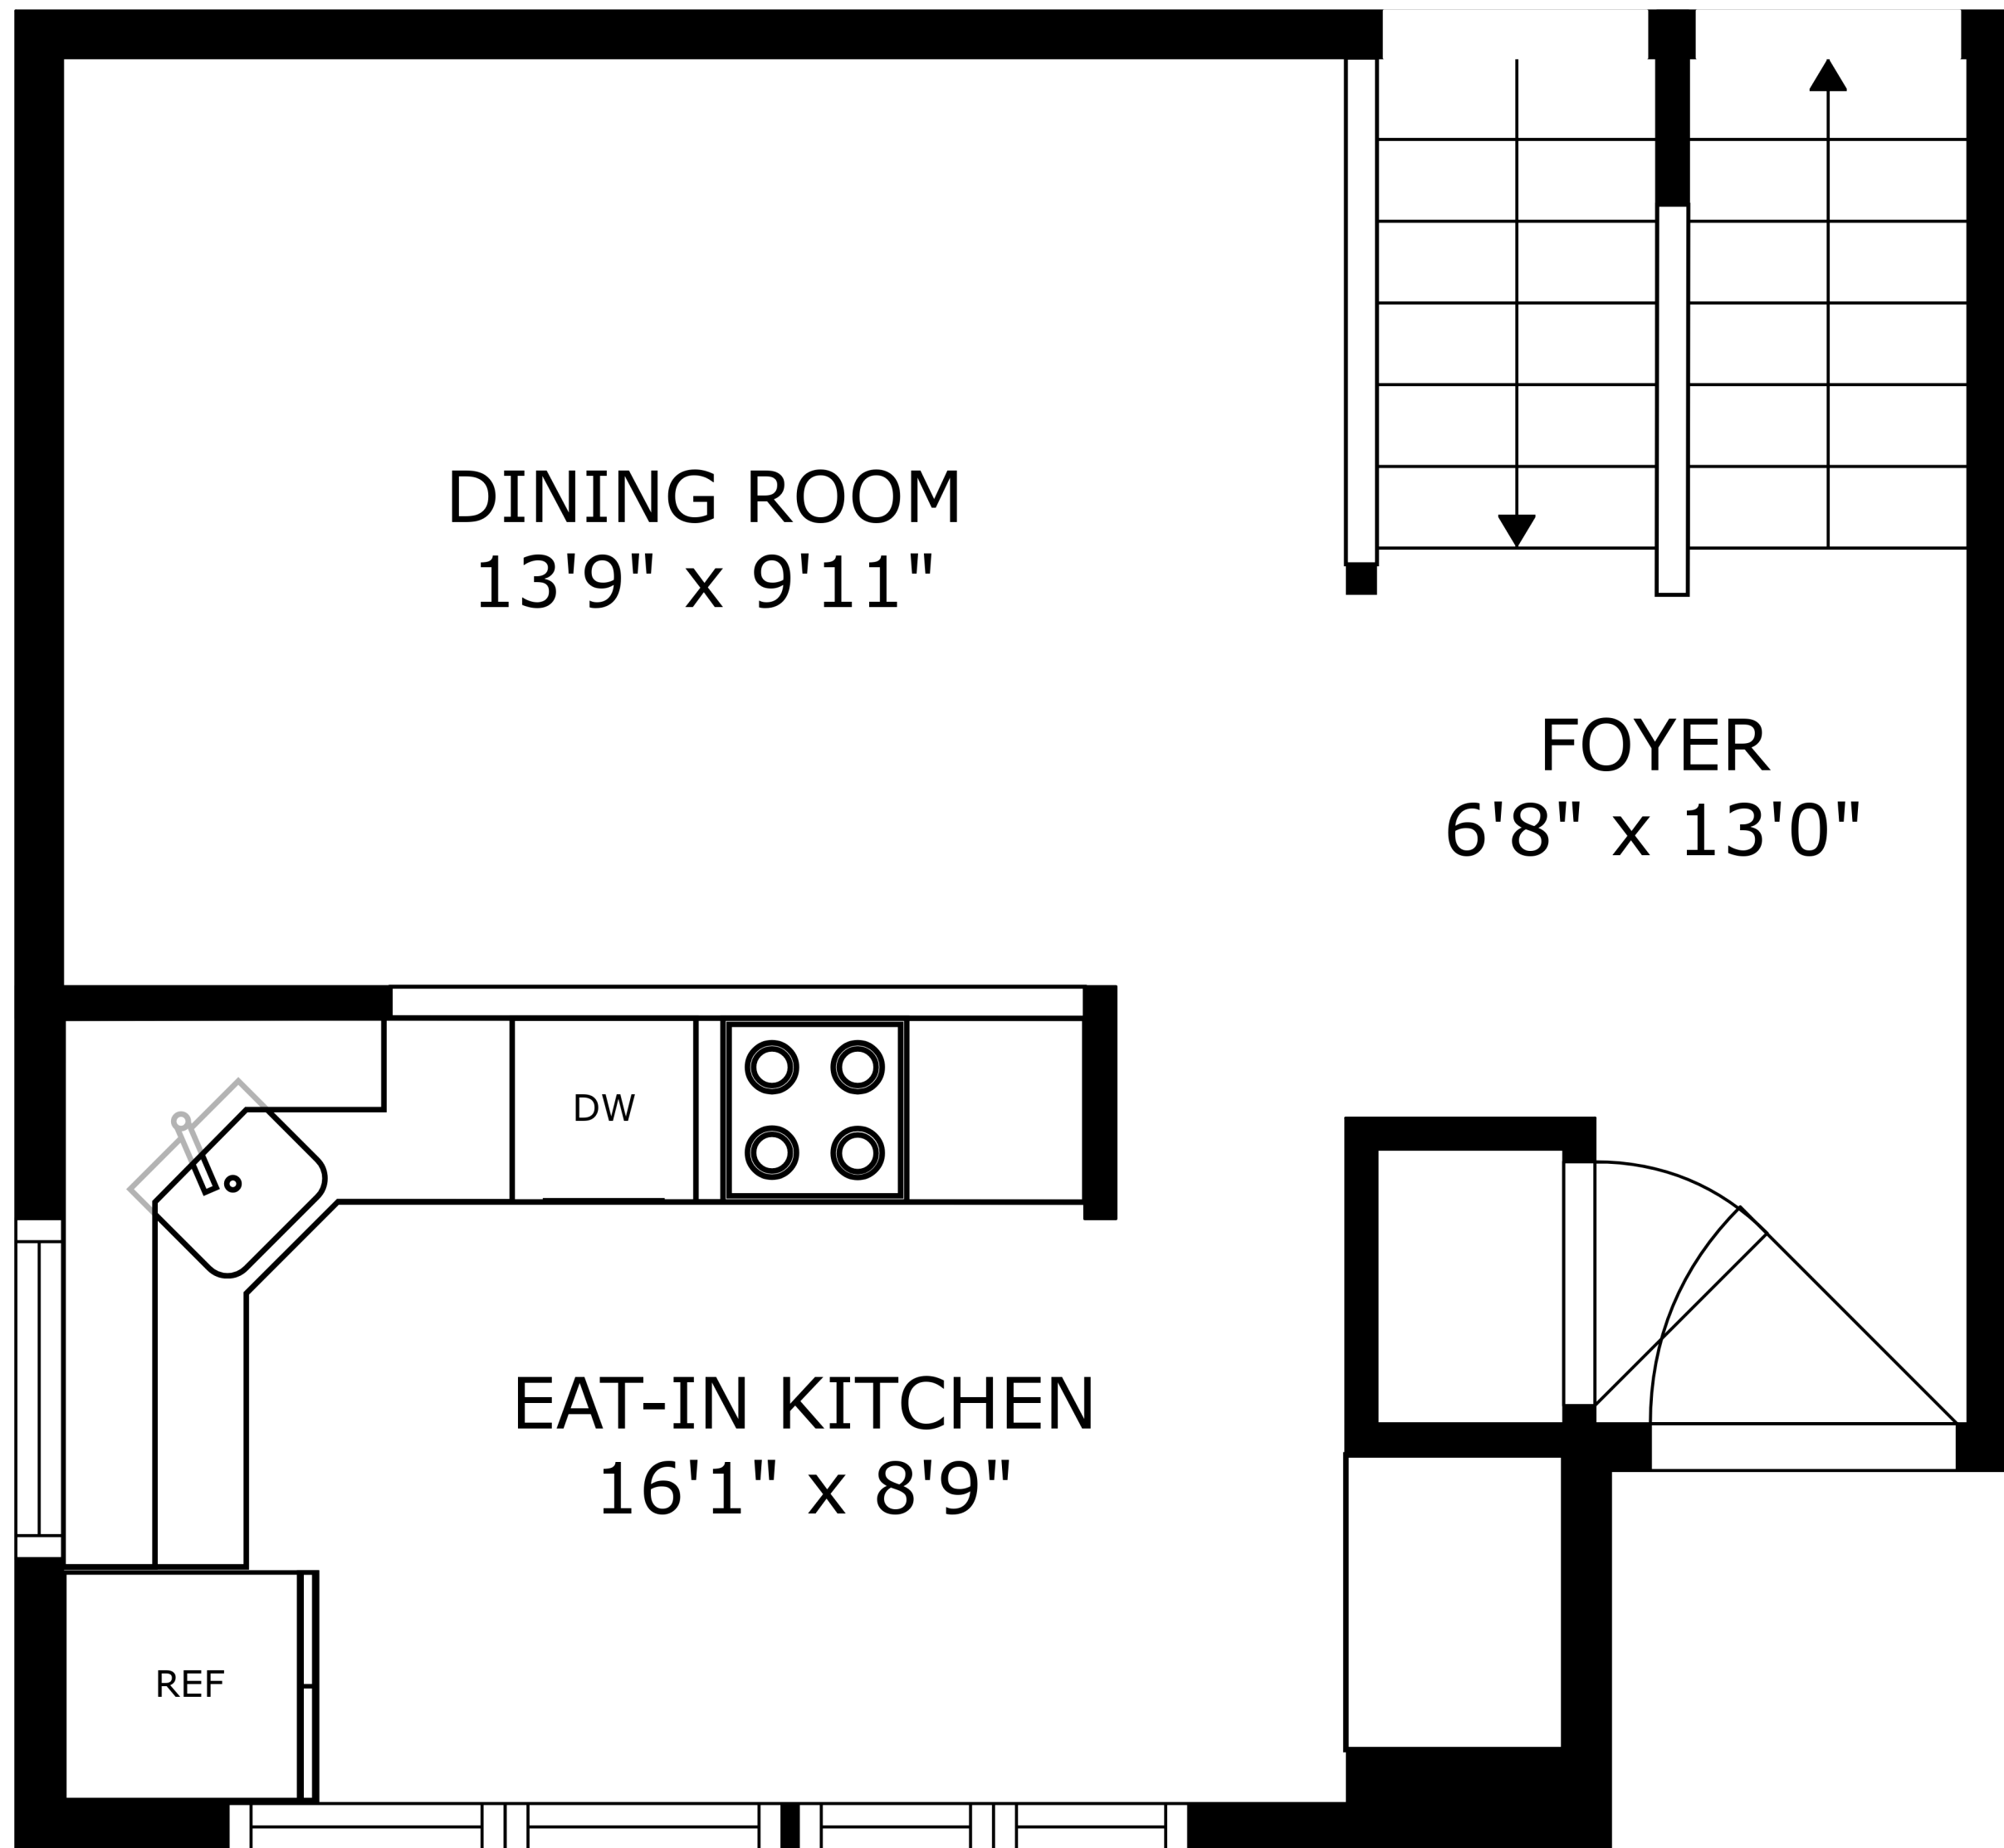 DINING ROOM
13'9" x 9'11"
FOYER
6'8" x 13'0"
DW
EAT-IN KITCHEN
16'1" x 8'9"
REF